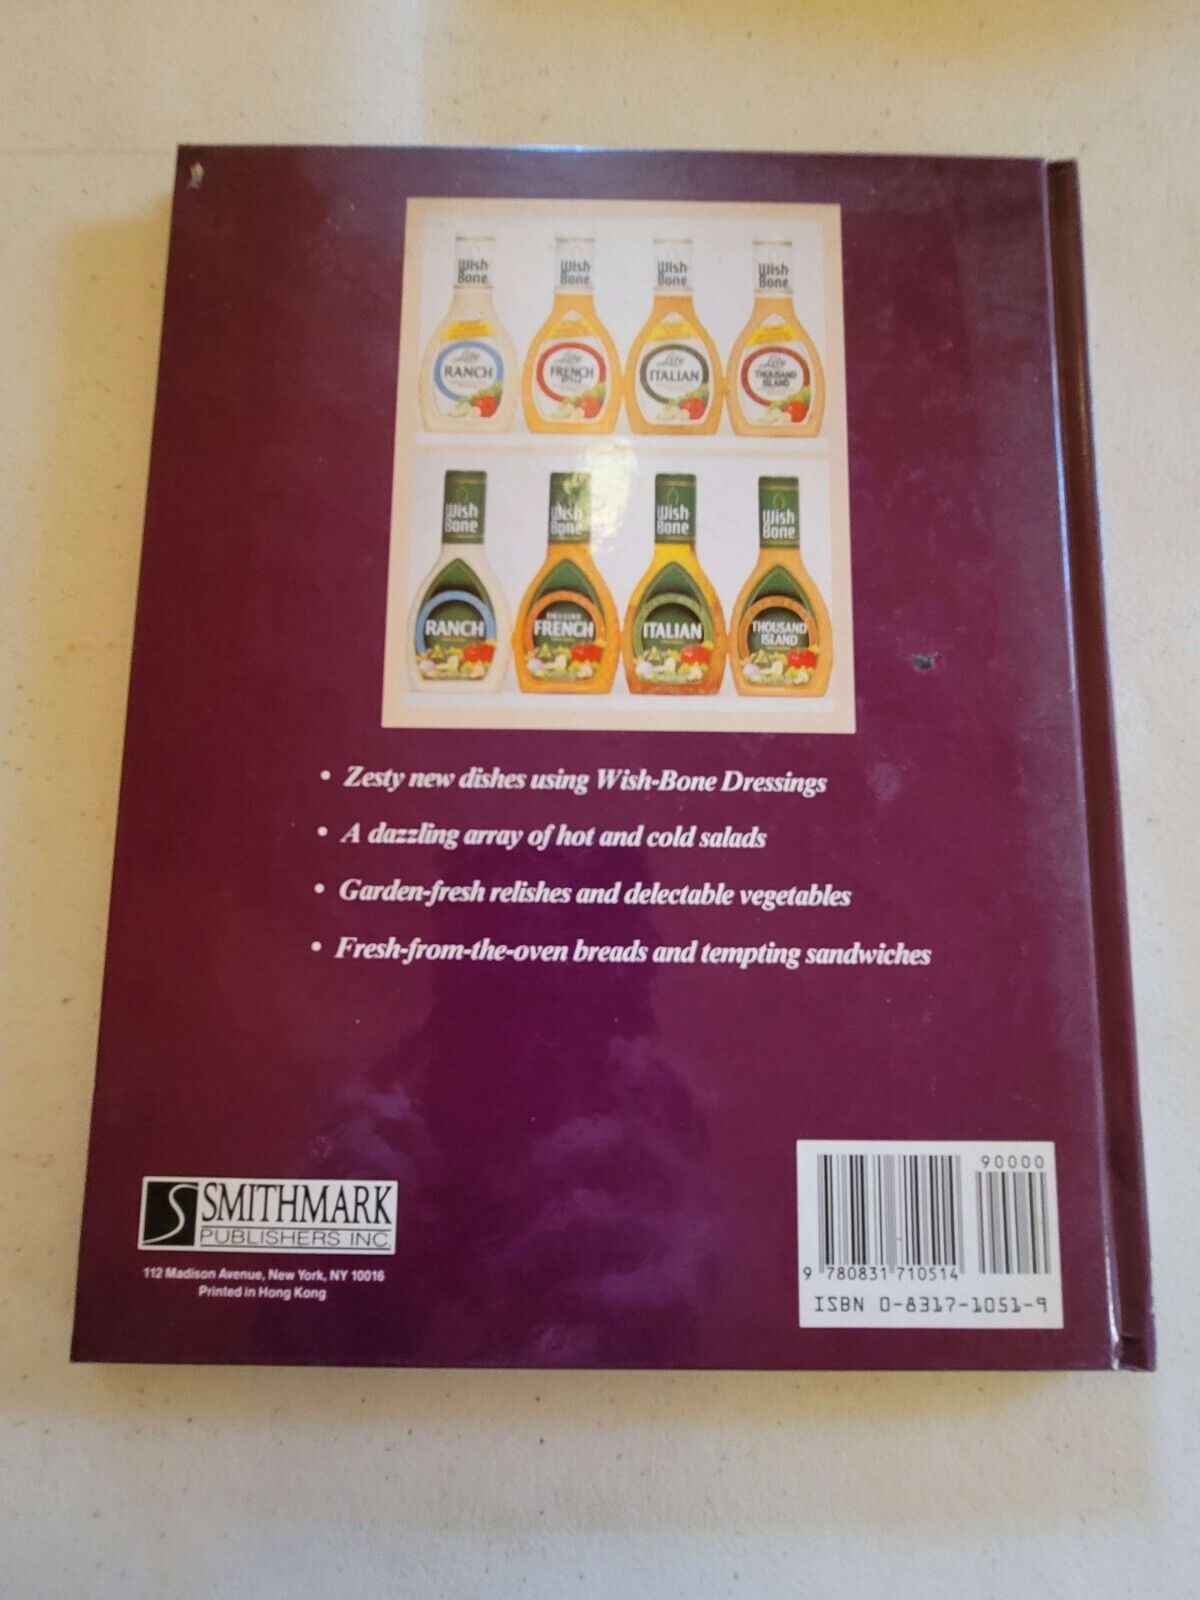 Wish-Bone
Wish-Bone
Wish-Bone
Wish-Bone
Lite
RANCH
Lite
FRENCH
STYLE
Lite
ITALIAN
Lite
THOUSAND
ISLAND
Wish-Bone
Wish Bone
Wish-Bone
Wish Bone
RANCH
FRENCH
ITALIAN
THOUSAND
ISLAND
• Zesty new dishes using Wish-Bone Dressings
• A dazzling array of hot and cold salads
• Garden-fresh relishes and delectable vegetables
• Fresh-from-the-oven breads and tempting sandwiches
S SMITHMARK
PUBLISHERS INC
112 Madison Avenue, New York, NY 10016
Printed in Hong Kong
90000
9 780831 710514
ISBN 0-8317-1051-9